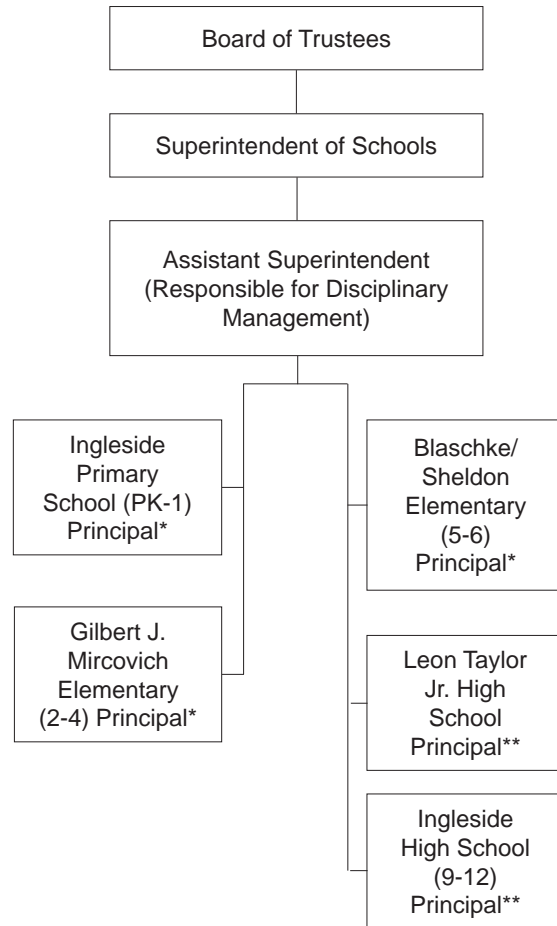 Board of Trustees
Superintendent of Schools
Assistant Superintendent
(Responsible for Disciplinary
Management)
Ingleside
Primary
School (PK-1)
Principal*
Blaschke/
Sheldon
Elementary
(5-6)
Principal*
Gilbert J.
Mircovich
Elementary
(2-4) Principal*
Leon Taylor
Jr. High
School
Principal**
Ingleside
High School
(9-12)
Principal**